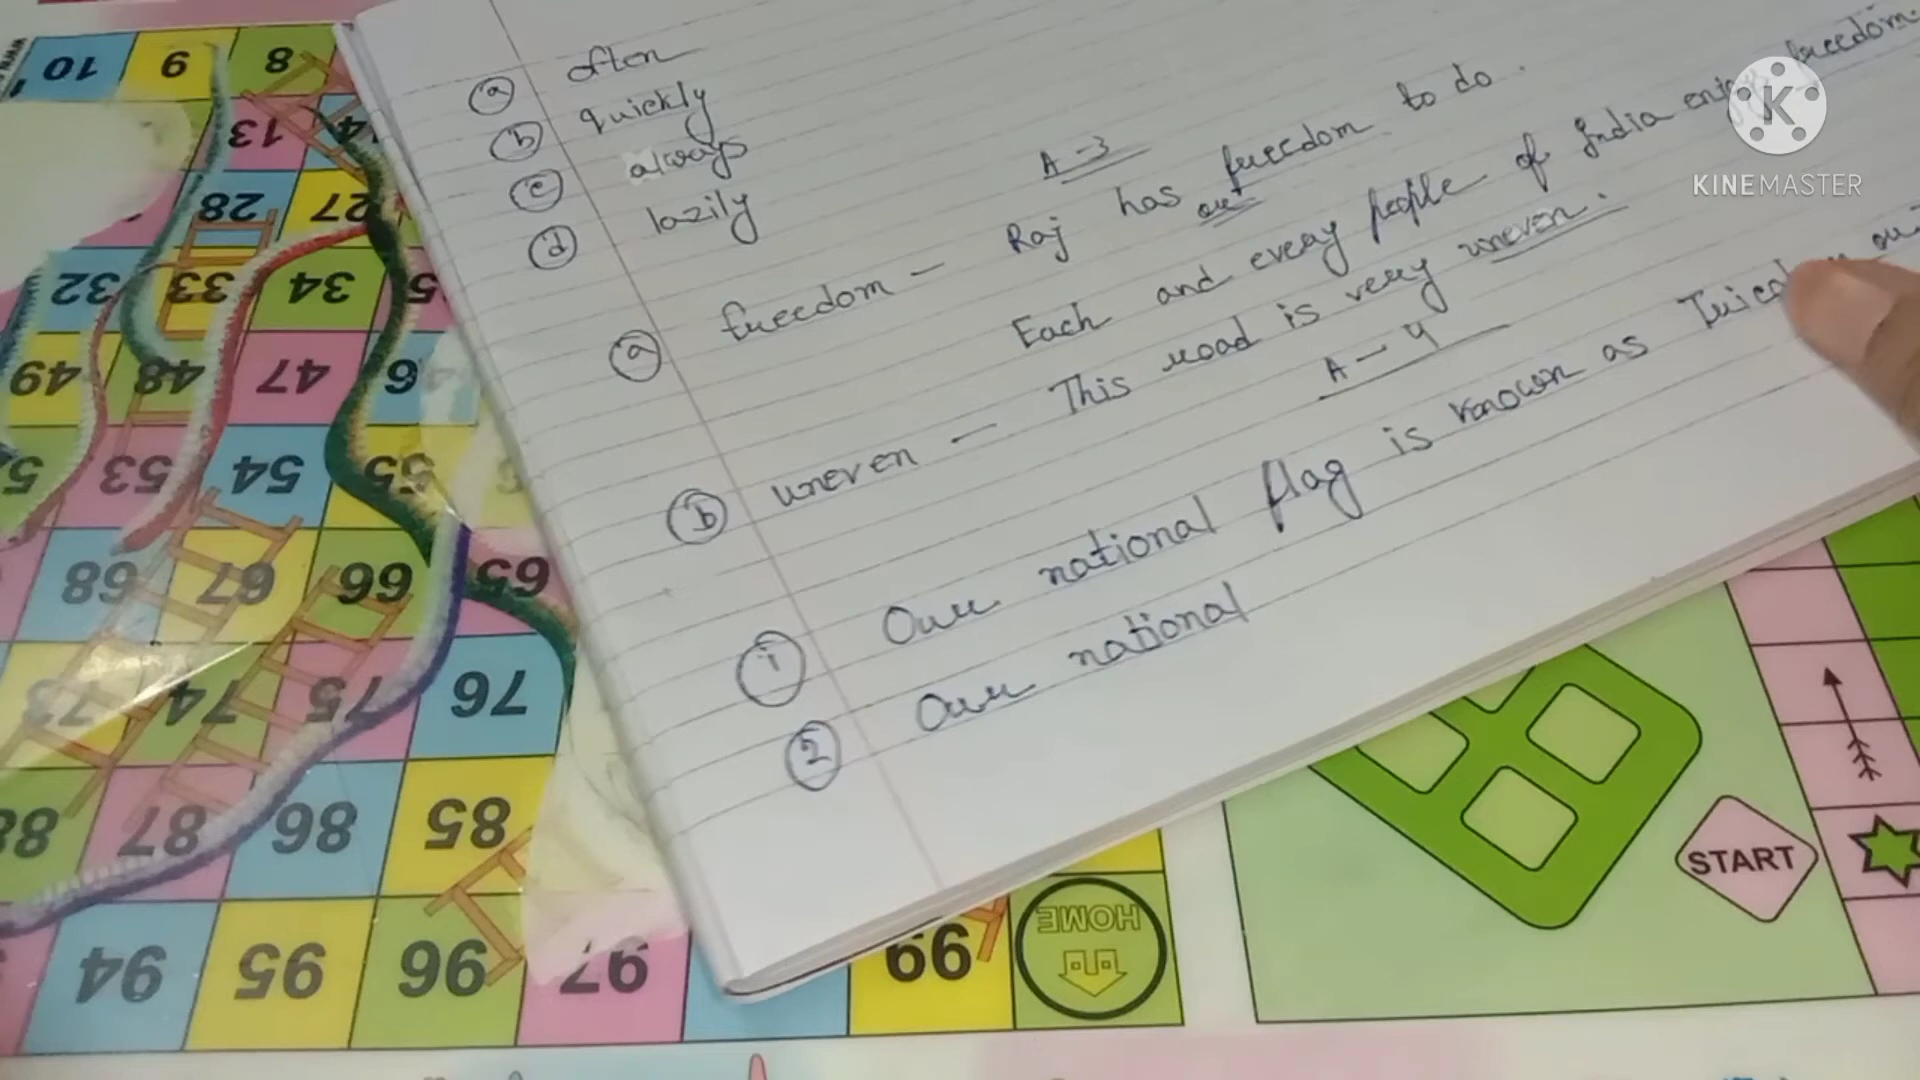 a often
b quickly
c always
d lazily
A-3
a freedom - Raj has freedom to do.
out
Each and every people of India enjoy freedom.
b uneven - This road is very uneven.
A-4
1 Our national flag is known as
2 Our national
KINEMASTER
10 9 8
13
28 27
32 33 34
49 48 47
53 54 55
68 67 66 65
73 74 75 76
88 87 86 85
94 95 96 97 99
HOME
START